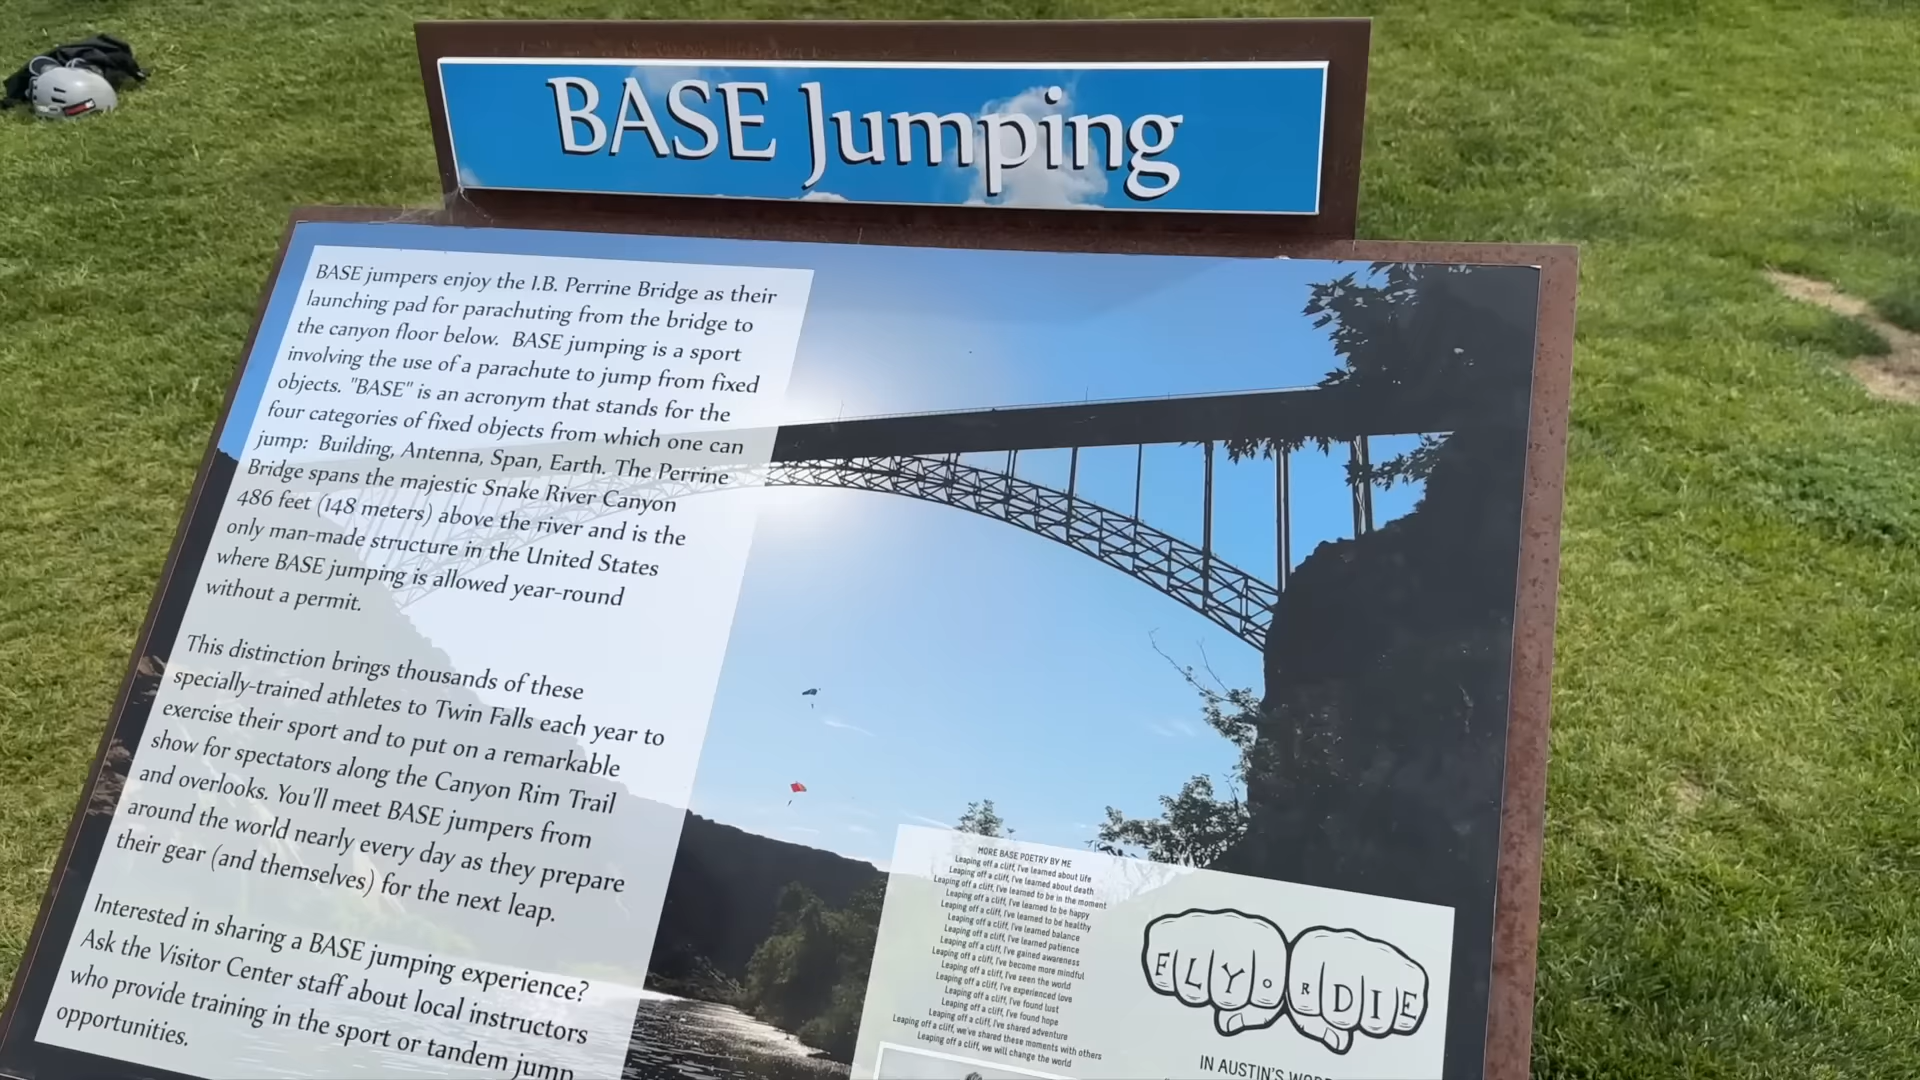 BASE Jumping
BASE jumpers enjoy the I.B. Perrine Bridge as their
launching pad for parachuting from the bridge to
the canyon floor below. BASE jumping is a sport
involving the use of a parachute to jump from fixed
objects. "BASE" is an acronym that stands for the
four categories of fixed objects from which one can
jump: Building, Antenna, Span, Earth. The Perrine
Bridge spans the majestic Snake River Canyon
486 feet (148 meters) above the river and is the
only man-made structure in the United States
where BASE jumping is allowed year-round
without a permit.
This distinction brings thousands of these
specially-trained athletes to Twin Falls each year to
exercise their sport and to put on a remarkable
show for spectators along the Canyon Rim Trail
and overlooks. You'll meet BASE jumpers from
around the world nearly every day as they prepare
their gear (and themselves) for the next leap.
Interested in sharing a BASE jumping experience?
Ask the Visitor Center staff about local instructors
who provide training in the sport or tandem jump
opportunities.
MORE BASE POETRY BY ME
Leaping off a cliff, I've learned about life
Leaping off a cliff, I've learned about death
Leaping off a cliff, I've learned to be in the moment
Leaping off a cliff, I've learned to be happy
Leaping off a cliff, I've learned to be healthy
Leaping off a cliff, I've learned balance
Leaping off a cliff, I've learned patience
Leaping off a cliff, I've gained awareness
Leaping off a cliff, I've become more mindful
Leaping off a cliff, I've seen the world
Leaping off a cliff, I've experienced love
Leaping off a cliff, I've found lust
Leaping off a cliff, I've found hope
Leaping off a cliff, I've shared adventure
Leaping off a cliff, we've shared these moments with others
Leaping off a cliff, we will change the world
FLY OR DIE
IN AUSTIN'S